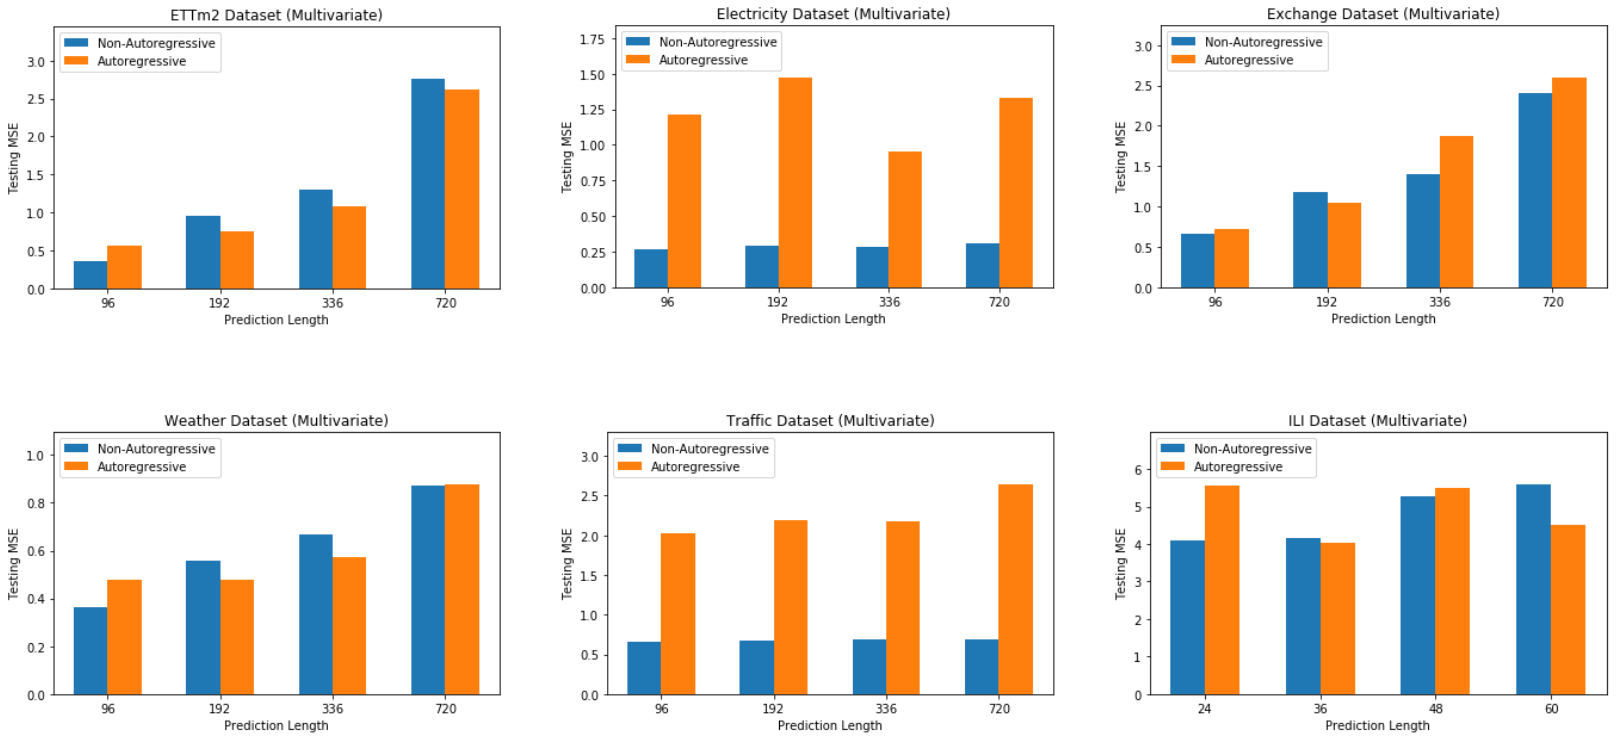 ETTm2 Dataset (Multivariate)
Non-Autoregressive
Autoregressive
Testing MSE
3.0
2.5
2.0
1.5
1.0
0.5
0.0
96 192 336 720
Prediction Length
Electricity Dataset (Multivariate)
Non-Autoregressive
Autoregressive
Testing MSE
1.75
1.50
1.25
1.00
0.75
0.50
0.25
0.00
96 192 336 720
Prediction Length
Exchange Dataset (Multivariate)
Non-Autoregressive
Autoregressive
Testing MSE
3.0
2.5
2.0
1.5
1.0
0.5
0.0
96 192 336 720
Prediction Length
Weather Dataset (Multivariate)
Non-Autoregressive
Autoregressive
Testing MSE
1.0
0.8
0.6
0.4
0.2
0.0
96 192 336 720
Prediction Length
Traffic Dataset (Multivariate)
Non-Autoregressive
Autoregressive
Testing MSE
3.0
2.5
2.0
1.5
1.0
0.5
0.0
96 192 336 720
Prediction Length
ILI Dataset (Multivariate)
Non-Autoregressive
Autoregressive
Testing MSE
6
5
4
3
2
1
0
24 36 48 60
Prediction Length